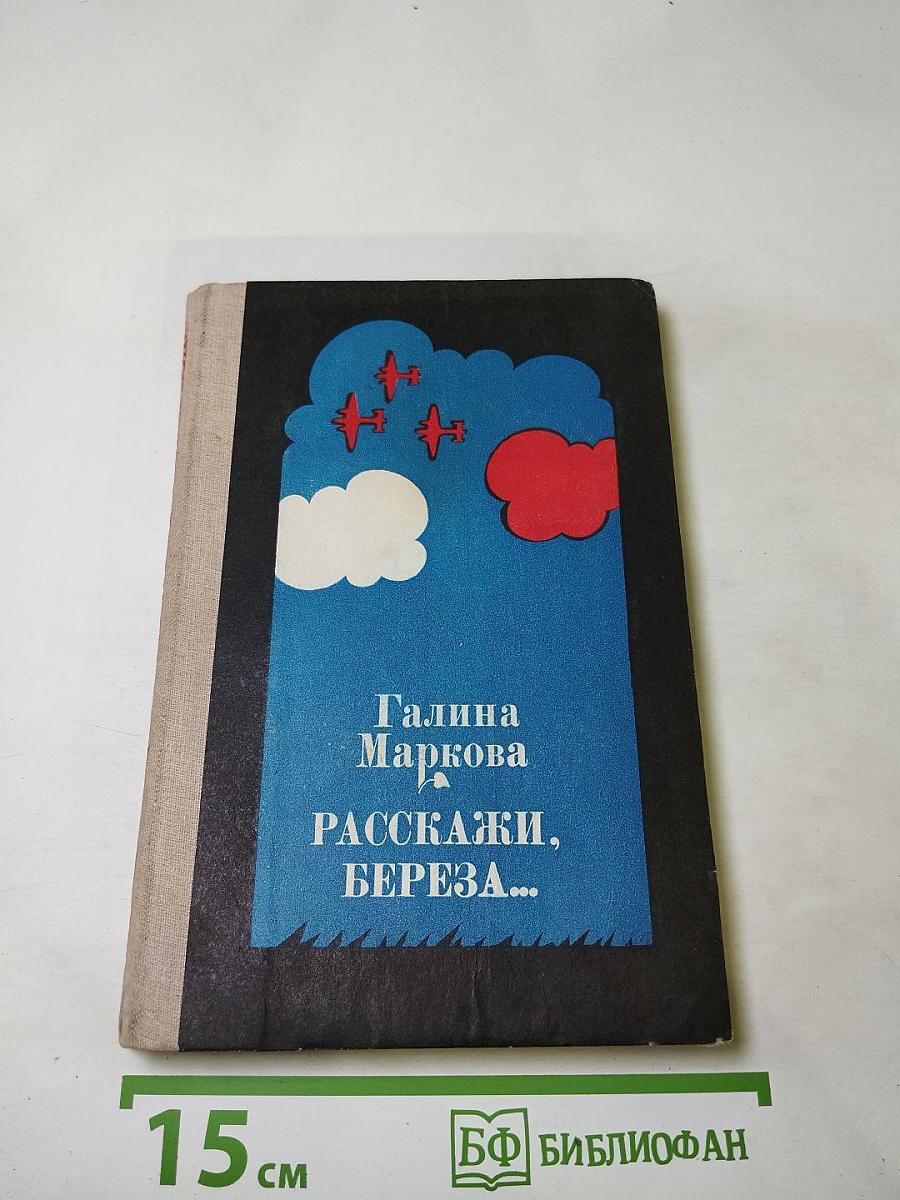 Галина
Маркова
РАССКАЖИ,
БЕРЕЗА...
15 см
БФ БИБЛИОФАН